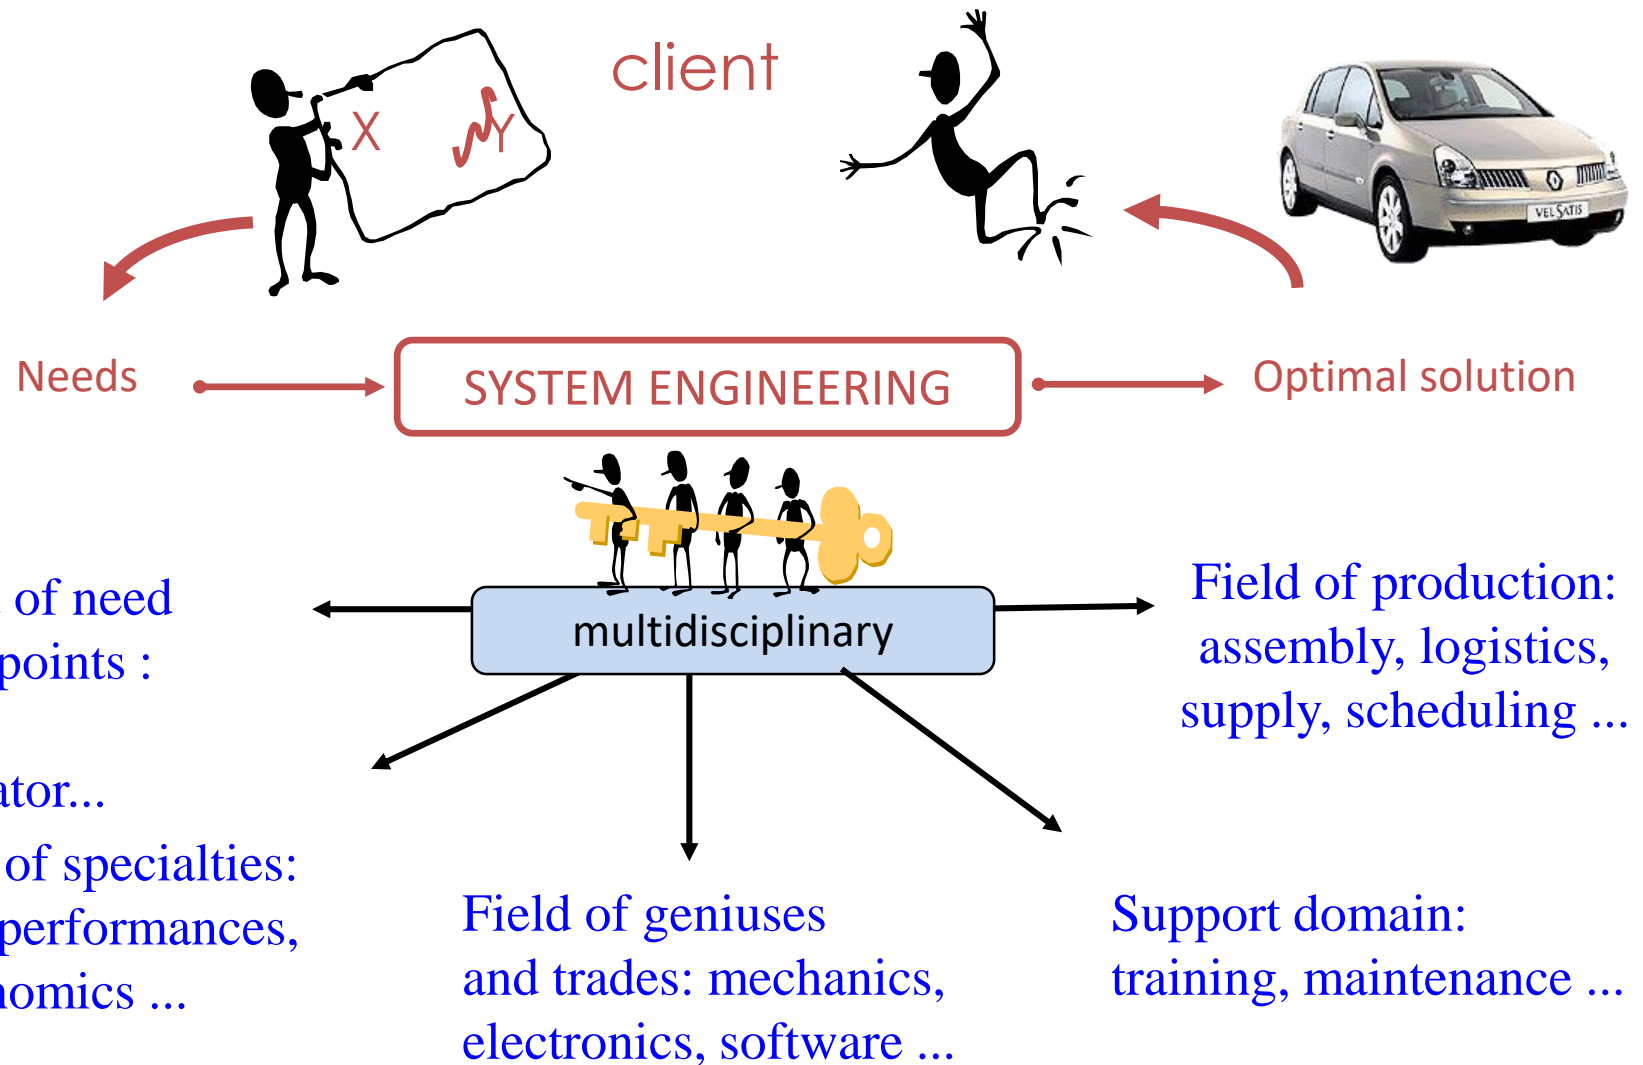 client
X
Y
VEL SATIS
Needs
SYSTEM ENGINEERING
Optimal solution
multidisciplinary
of need
points :
ator...
of specialties:
performances,
nomics ...
Field of geniuses
and trades: mechanics,
electronics, software ...
Support domain:
training, maintenance ...
Field of production:
assembly, logistics,
supply, scheduling ...